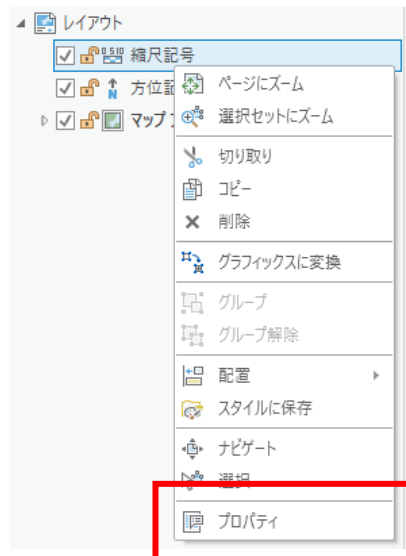 レイアウト
縮尺記号
方位記
マップ
ページにズーム
選択セットにズーム
切り取り
コピー
削除
グラフィックスに変換
グループ
グループ解除
配置
スタイルに保存
ナビゲート
選択
プロパティ